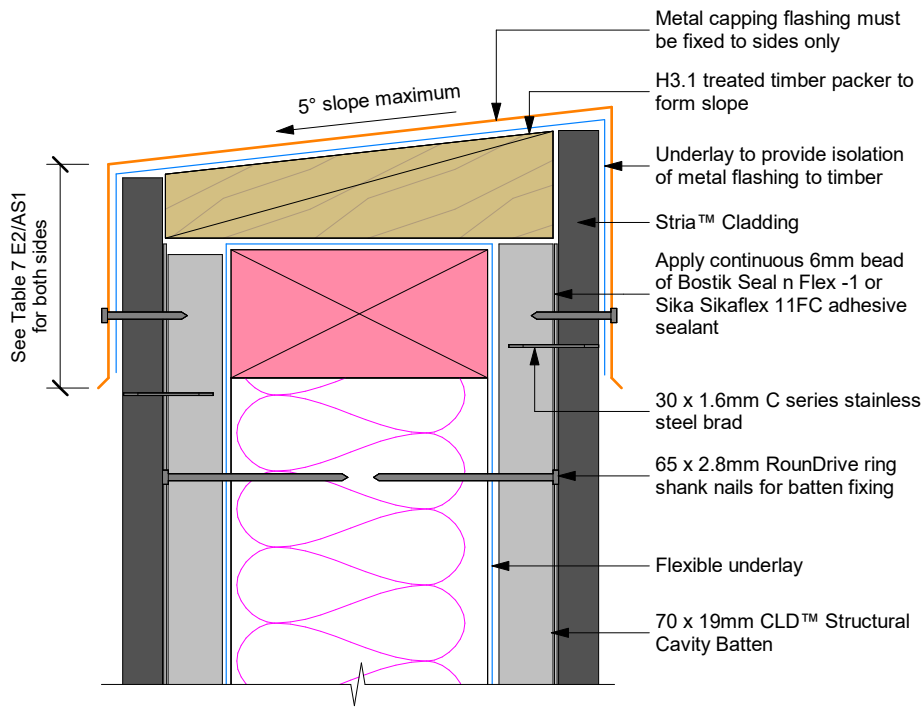 Metal capping flashing must
be fixed to sides only
5° slope maximum
H3.1 treated timber packer to
form slope
Underlay to provide isolation
of metal flashing to timber
Stria™ Cladding
See Table 7 E2/AS1
for both sides
Apply continuous 6mm bead
of Bostik Seal n Flex -1 or
Sika Sikaflex 11FC adhesive
sealant
30 x 1.6mm C series stainless
steel brad
65 x 2.8mm RounDrive ring
shank nails for batten fixing
Flexible underlay
70 x 19mm CLD™ Structural
Cavity Batten